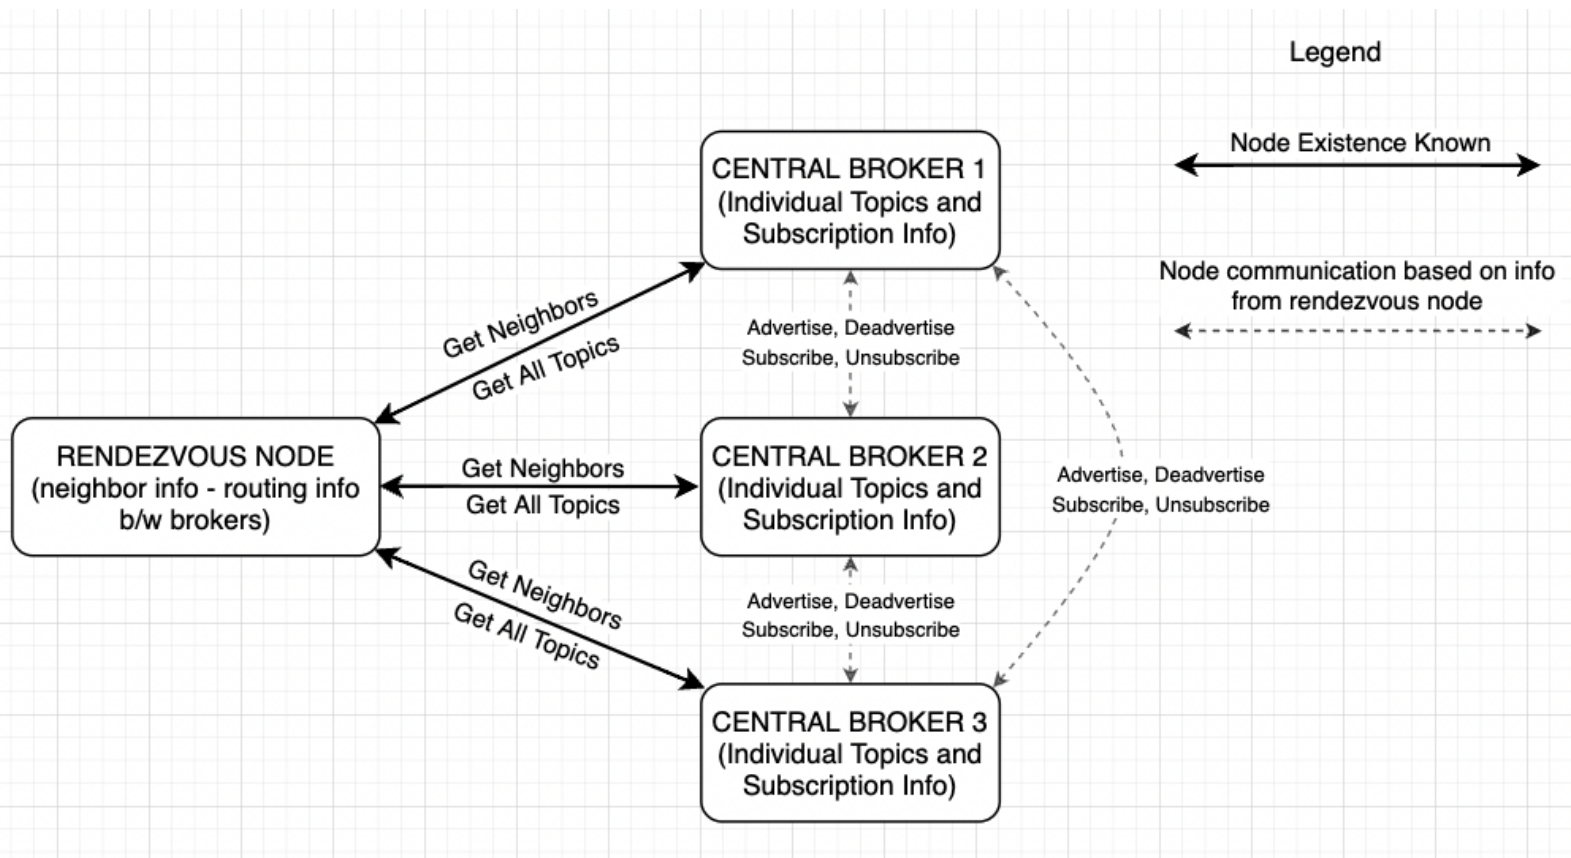 Legend
Node Existence Known
Node communication based on info
from rendezvous node
CENTRAL BROKER 1
(Individual Topics and
Subscription Info)
Get Neighbors
Get All Topics
Advertise, Deadvertise
Subscribe, Unsubscribe
RENDEZVOUS NODE
(neighbor info - routing info
b/w brokers)
Get Neighbors
Get All Topics
CENTRAL BROKER 2
(Individual Topics and
Subscription Info)
Advertise, Deadvertise
Subscribe, Unsubscribe
Get Neighbors
Get All Topics
Advertise, Deadvertise
Subscribe, Unsubscribe
CENTRAL BROKER 3
(Individual Topics and
Subscription Info)